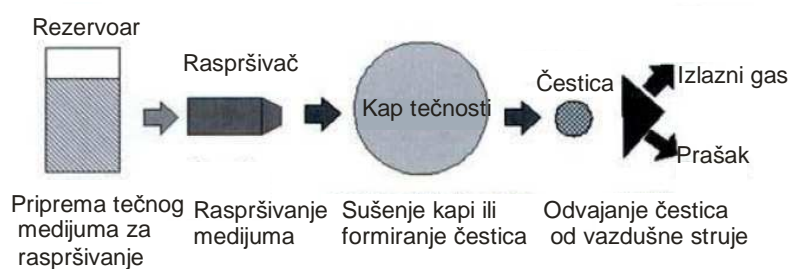 Rezervoar
Raspršivač
Kap tečnosti
Čestica
Izlazni gas
Prašak
Priprema tečnog
medijuma za
raspršivanje
Raspršivanje
medijuma
Sušenje kapi ili
formiranje čestica
Odvajanje čestica
od vazdušne struje